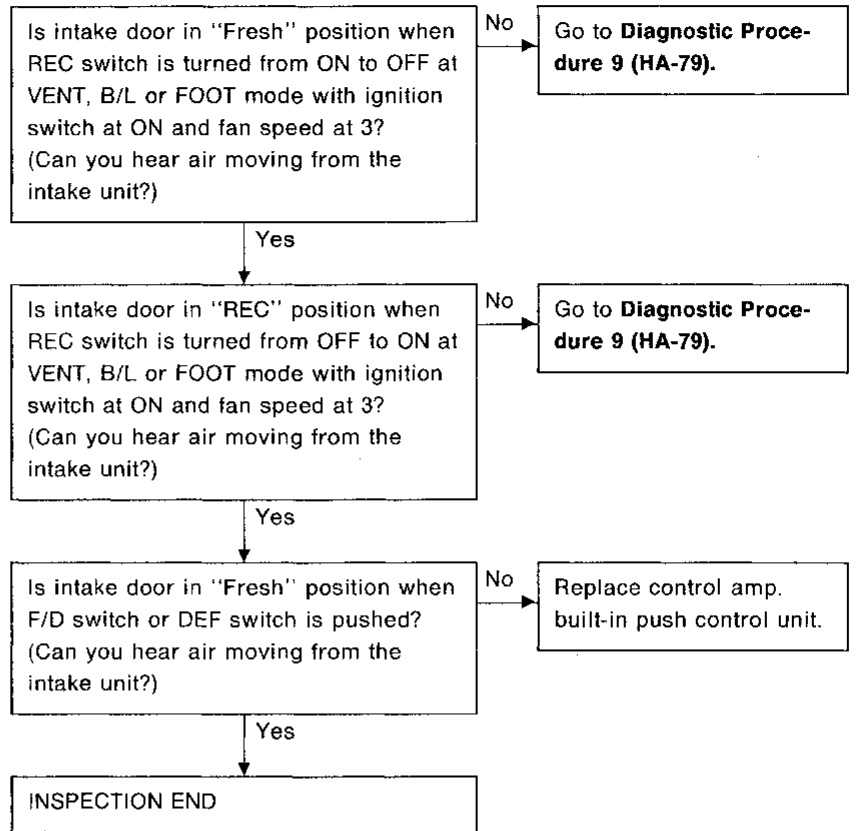 Is intake door in "Fresh" position when
REC switch is turned from ON to OFF at
VENT, B/L or FOOT mode with ignition
switch at ON and fan speed at 3?
(Can you hear air moving from the
intake unit?)
No
Go to Diagnostic Proce-
dure 9 (HA-79).
Yes
Is intake door in "REC" position when
REC switch is turned from OFF to ON at
VENT, B/L or FOOT mode with ignition
switch at ON and fan speed at 3?
(Can you hear air moving from the
intake unit?)
No
Go to Diagnostic Proce-
dure 9 (HA-79).
Yes
Is intake door in "Fresh" position when
F/D switch or DEF switch is pushed?
(Can you hear air moving from the
intake unit?)
No
Replace control amp.
built-in push control unit.
Yes
INSPECTION END